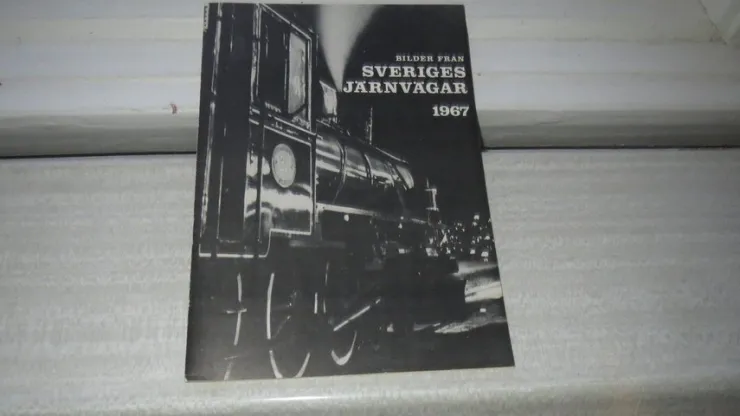 BILDER FRÅN
SVERIGES
JÄRNVÄGAR
1967